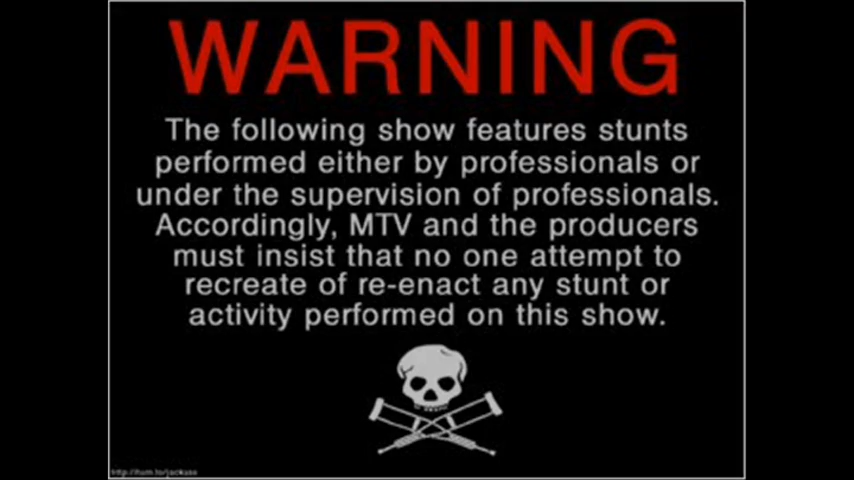 WARNING
The following show features stunts
performed either by professionals or
under the supervision of professionals.
Accordingly, MTV and the producers
must insist that no one attempt to
recreate of re-enact any stunt or
activity performed on this show.